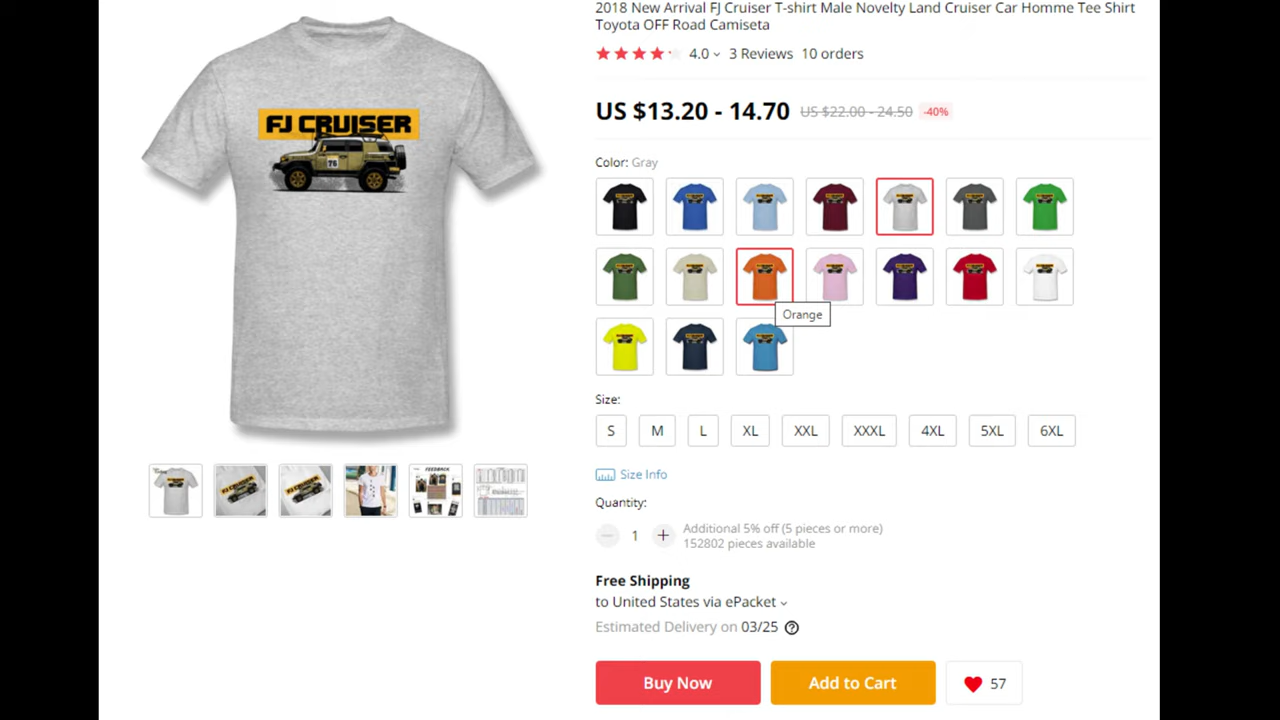 2018 New Arrival FJ Cruiser T-shirt Male Novelty Land Cruiser Car Homme Tee Shirt
Toyota OFF Road Camiseta
4.0 3 Reviews 10 orders
US $13.20 - 14.70 US $22.00 - 24.50 -40%
FJ CRUISER
76
Color: Gray
Orange
Size:
S M L XL XXL XXXL 4XL 5XL 6XL
Size Info
Quantity:
1
Additional 5% off (5 pieces or more)
152802 pieces available
FEEDBACK
Free Shipping
to United States via ePacket
Estimated Delivery on 03/25
Buy Now Add to Cart 57